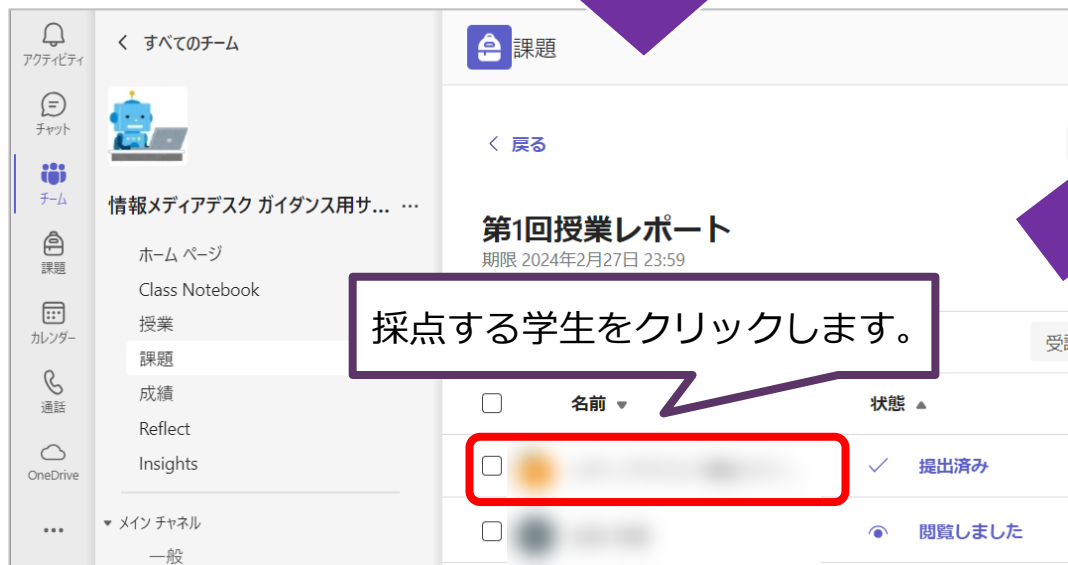 アクティビティ
チャット
チーム
課題
カレンダー
通話
OneDrive
すべてのチーム
情報メディアデスク ガイダンス用サ... ...
ホーム ページ
Class Notebook
授業
課題
成績
Reflect
Insights
メイン チャネル
一般
課題
戻る
第1回授業レポート
期限 2024年2月27日 23:59
採点する学生をクリックします。
名前 状態
提出済み
閲覧しました